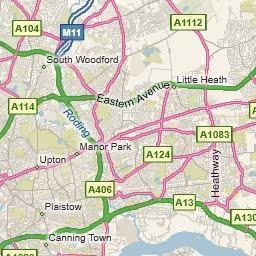 A1112
A104
M11
South Woodford
Little Heath
Eastern Avenue
A114
Roding
A1083
Manor Park
A124
Upton
Heathway
A406
A13
Plaistow
A130
Canning Town